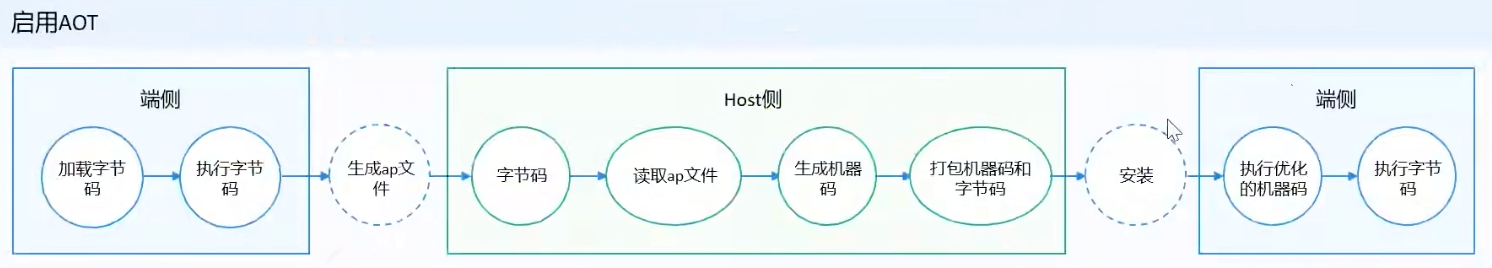 启用AOT
端侧
加载字节
码
执行字节
码
生成ap文
件
Host侧
字节码
读取ap文件
生成机器
码
打包机器码和
字节码
安装
端侧
执行优化
的机器码
执行字节
码